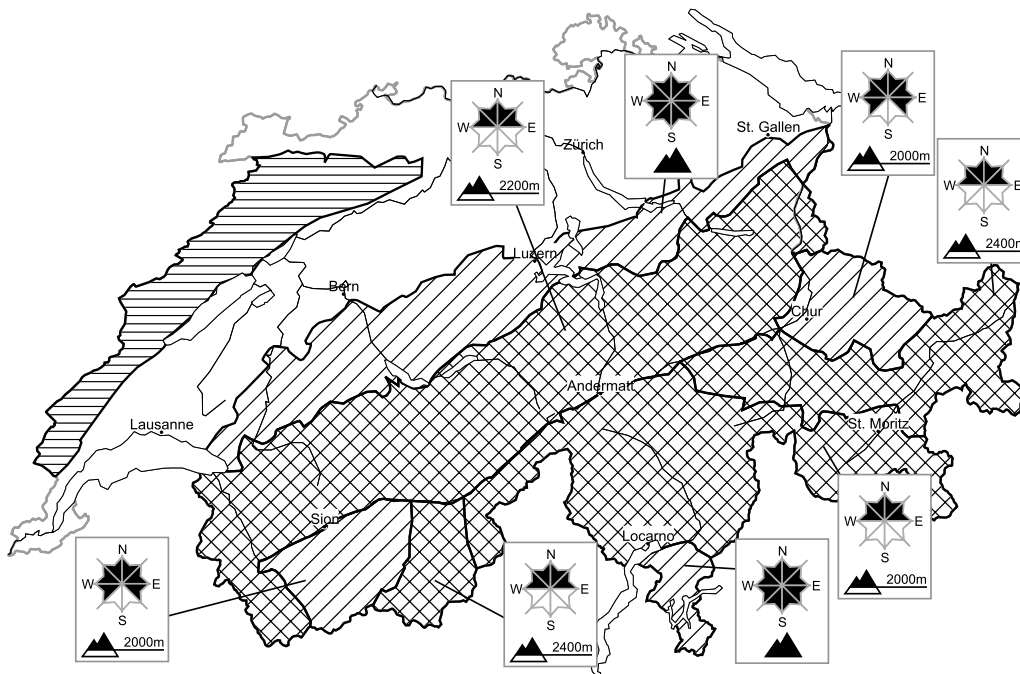 N
W E
S
2200m
N
W E
S
N
W E
S
2000m
N
W E
S
2400m
St. Gallen
Zürich
Luzern
Bern
Chur
Andermatt
Lausanne
St. Moritz
Sion
Locarno
N
W E
S
2000m
N
W E
S
2000m
N
W E
S
2400m
N
W E
S